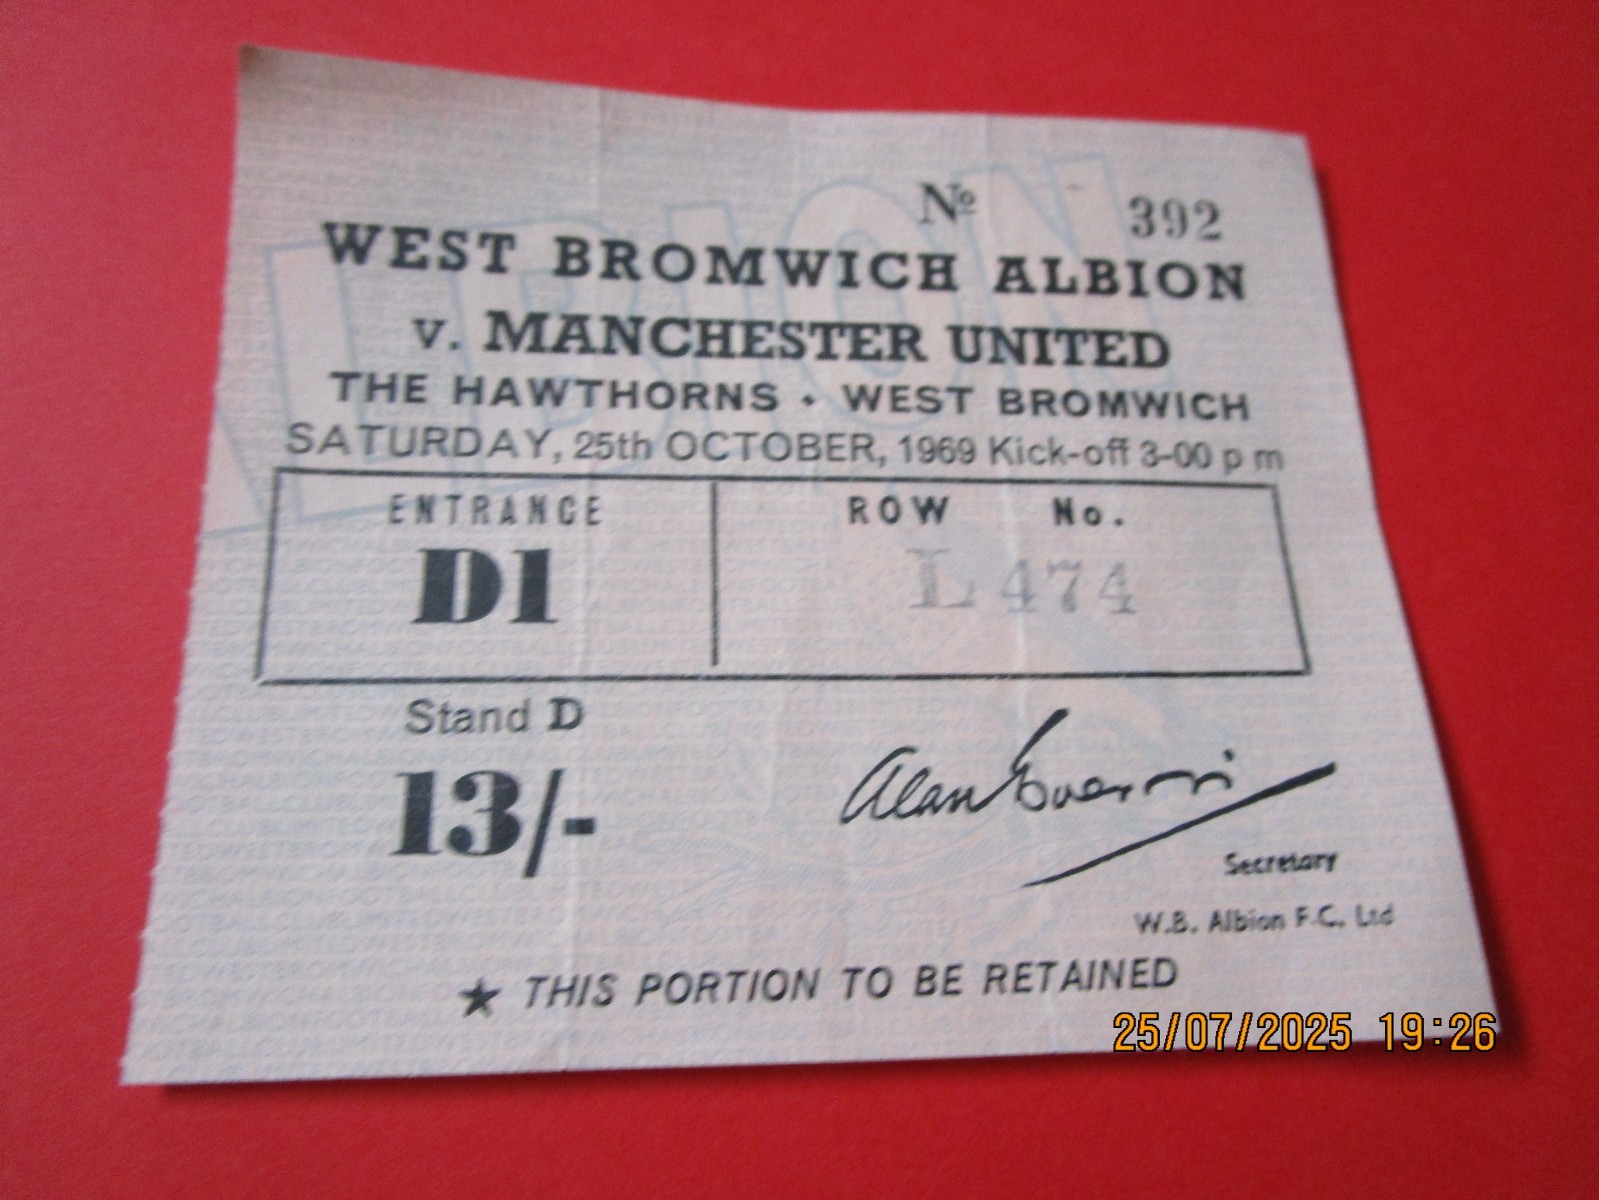 Nº 392
WEST BROMWICH ALBION
v. MANCHESTER UNITED
THE HAWTHORNS · WEST BROMWICH
SATURDAY, 25th OCTOBER, 1969 Kick-off 3-00 p m
ENTRANCE
D1
ROW No.
L 474
Stand D
13/-
Alan
Secretary
W.B. Albion F.C. Ltd
★ THIS PORTION TO BE RETAINED
25/07/2025 19:26
ALBION